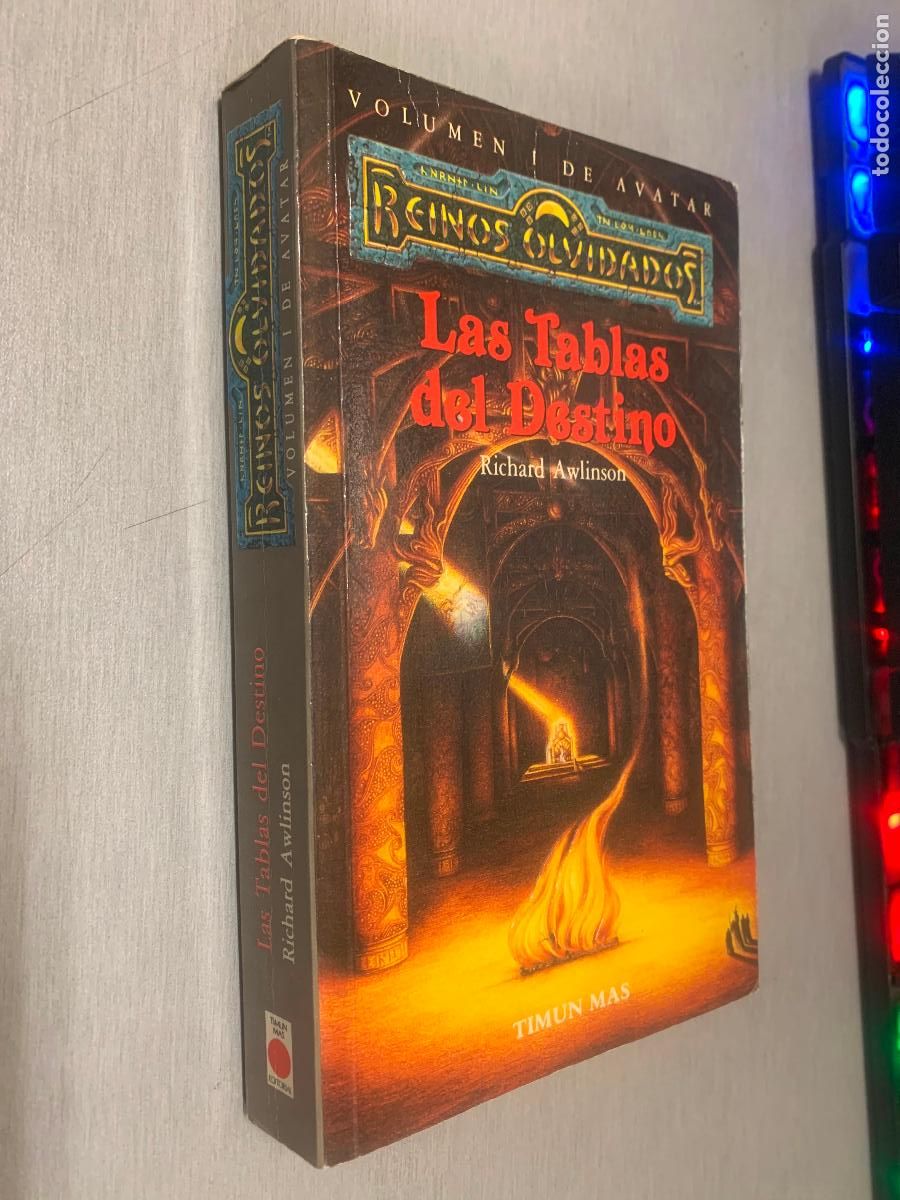 VOLUMEN I DE AVATAR
REINOS OLVIDADOS
Las Tablas
del Destino
Richard Awlinson
TIMUN MAS
REINOS OLVIDADOS
VOLUMEN I DE AVATAR
Las Tablas del Destino
Richard Awlinson
TIMUN
MAS
EDITORIAL
todocoleccion